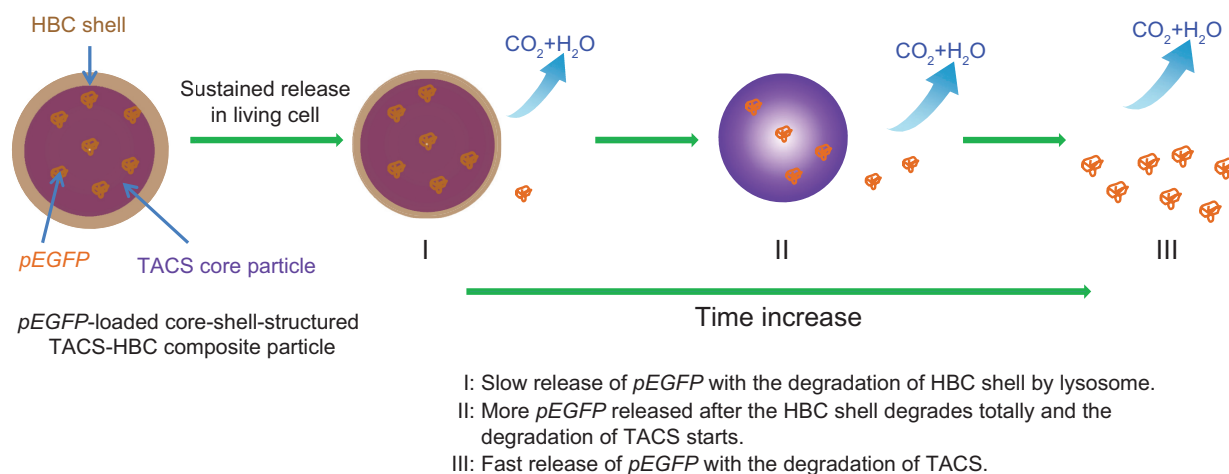 HBC shell
CO₂+H₂O
CO₂+H₂O
CO₂+H₂O
Sustained release
in living cell
pEGFP
TACS core particle
I
II
III
pEGFP-loaded core-shell-structured
TACS-HBC composite particle
Time increase
I: Slow release of pEGFP with the degradation of HBC shell by lysosome.
II: More pEGFP released after the HBC shell degrades totally and the
degradation of TACS starts.
III: Fast release of pEGFP with the degradation of TACS.